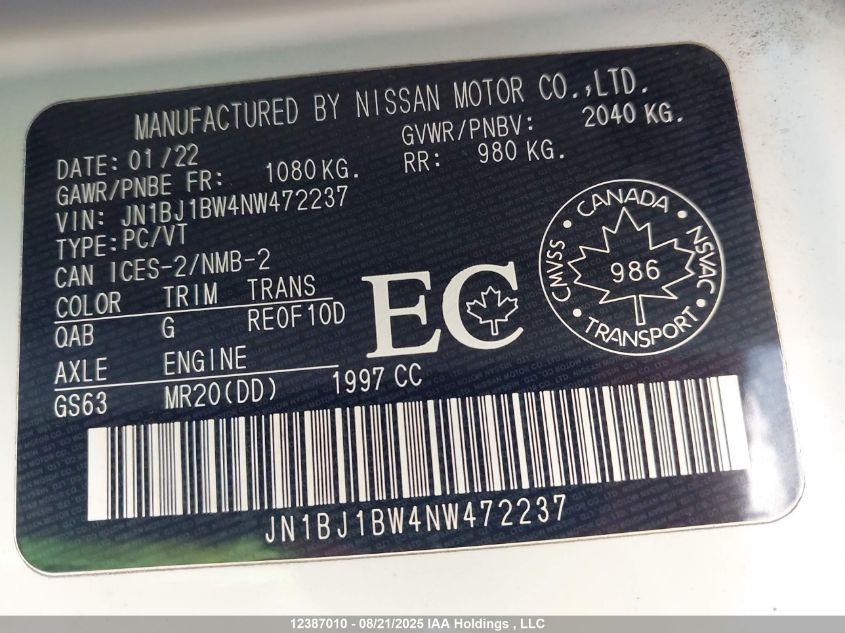 MANUFACTURED BY NISSAN MOTOR CO.,LTD.
DATE: 01/22 GVWR/PNBV: 2040 KG.
GAWR/PNBE FR: 1080KG. RR: 980 KG.
VIN: JN1BJ1BW4NW472237
TYPE:PC/VT
CAN ICES-2/NMB-2
COLOR TRIM TRANS
QAB G RE0F10D
AXLE ENGINE
GS63 MR20(DD) 1997 CC
EC
CANADA
CMVSS
NSVAC
986
TRANSPORT
JN1BJ1BW4NW472237
12387010 - 08/21/2025 IAA Holdings , LLC